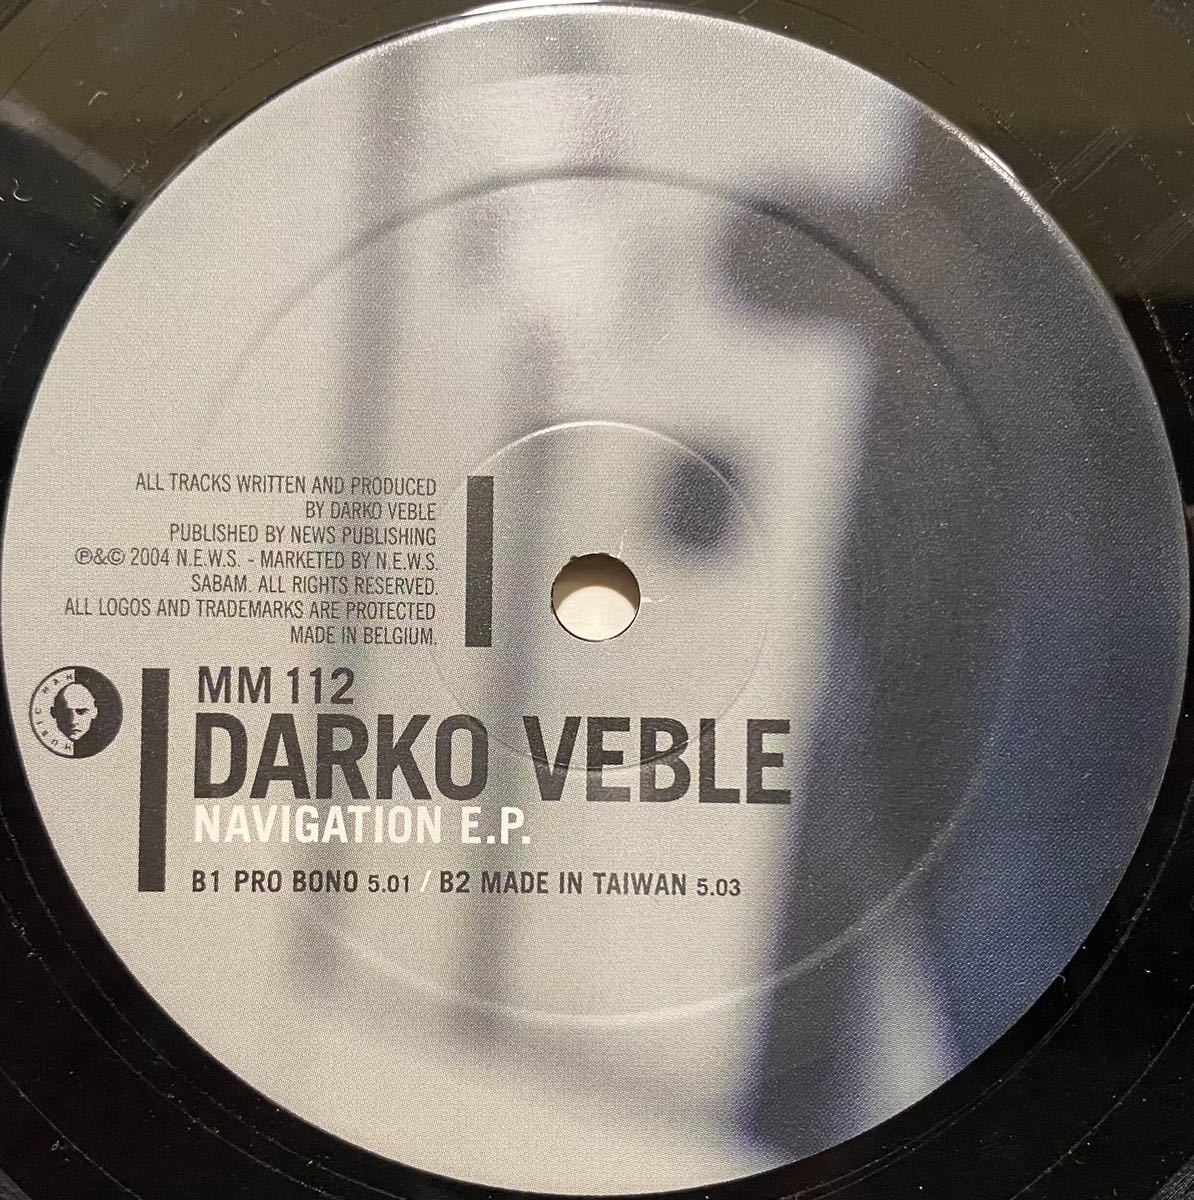 ALL TRACKS WRITTEN AND PRODUCED
BY DARKO VEBLE
PUBLISHED BY NEWS PUBLISHING
℗&© 2004 N.E.W.S. - MARKETED BY N.E.W.S.
SABAM. ALL RIGHTS RESERVED.
ALL LOGOS AND TRADEMARKS ARE PROTECTED
MADE IN BELGIUM.
MUSIC MAN
MM 112
DARKO VEBLE
NAVIGATION E.P.
B1 PRO BONO 5.01 / B2 MADE IN TAIWAN 5.03